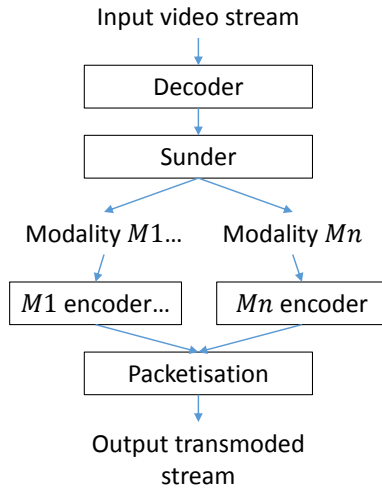 Input video stream
Decoder
Sunder
Modality M1...
Modality Mn
M1 encoder...
Mn encoder
Packetisation
Output transmoded
stream